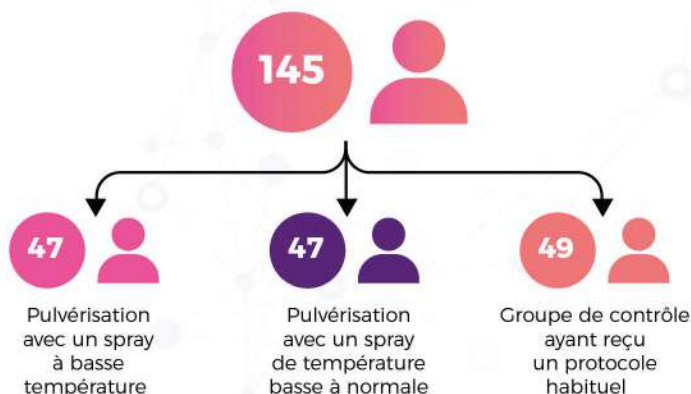 145
47
Pulvérisation
avec un spray
à basse
température
47
Pulvérisation
avec un spray
de température
basse à normale
49
Groupe de contrôle
ayant reçu
un protocole
habituel